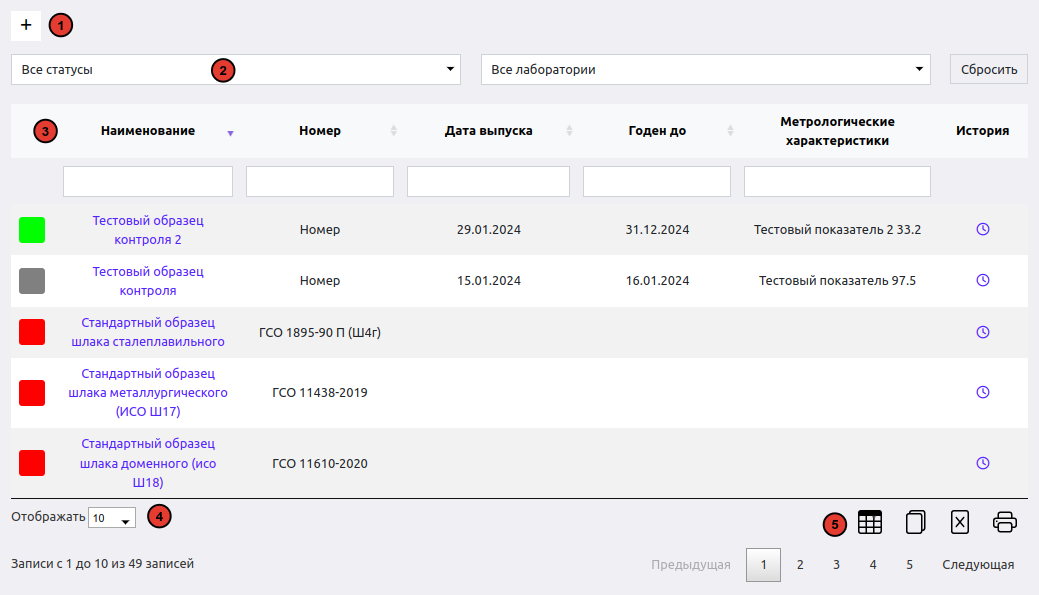 + 1
Все статусы 2 Все лаборатории Сбросить
3 Наименование Номер Дата выпуска Годен до Метрологические характеристики История
Тестовый образец
контроля 2 Номер 29.01.2024 31.12.2024 Тестовый показатель 2 33.2
Тестовый образец
контроля Номер 15.01.2024 16.01.2024 Тестовый показатель 97.5
Стандартный образец
шлака сталеплавильного ГСО 1895-90 П (Ш4г)
Стандартный образец
шлака металлургического ГСО 11438-2019
(ИСО Ш17)
Стандартный образец
шлака доменного (исо ГСО 11610-2020
Ш18)
Отображать 10 4 5
Записи с 1 до 10 из 49 записей Предыдущая 1 2 3 4 5 Следующая